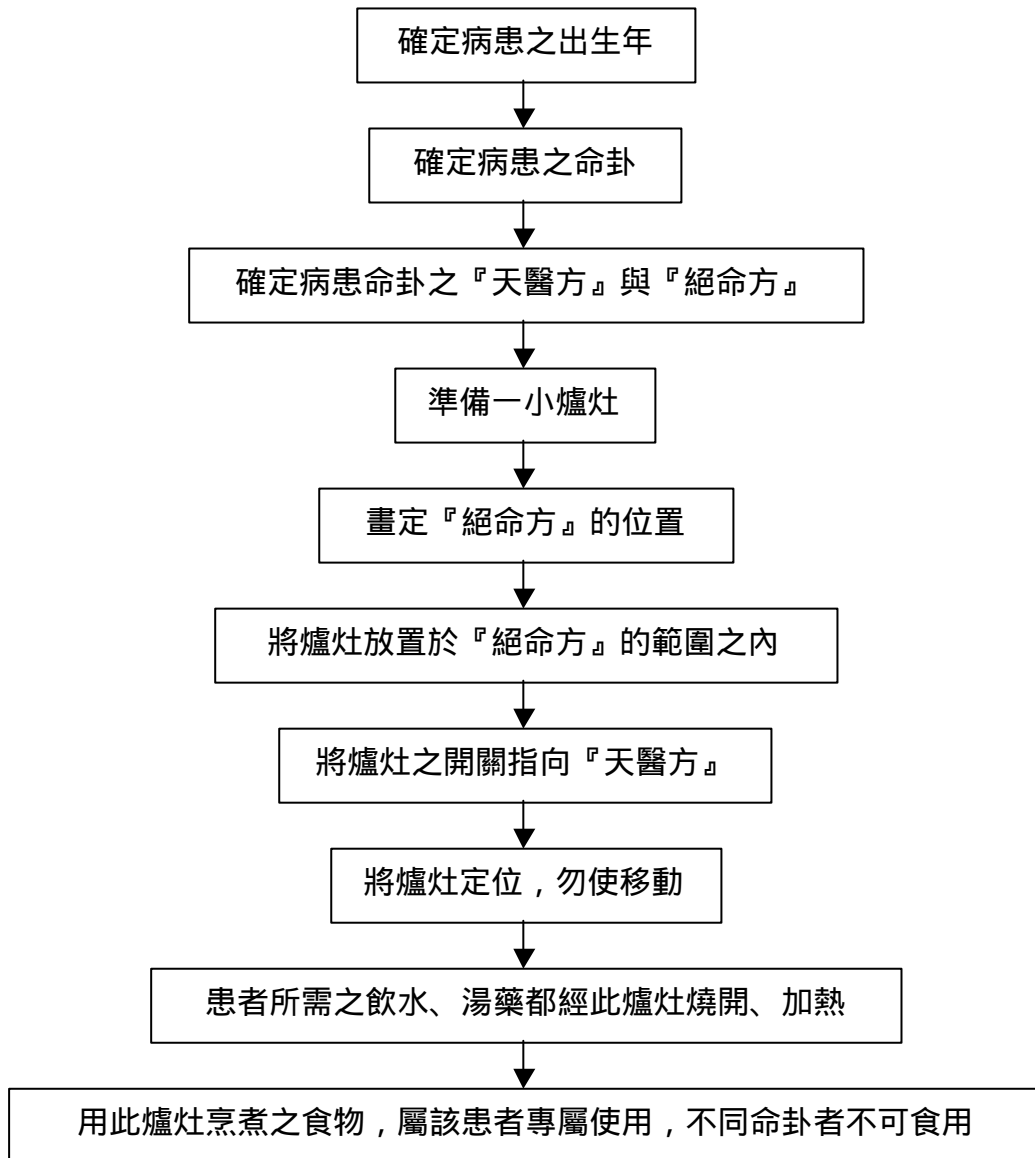 確定病患之出生年
確定病患之命卦
確定病患命卦之『天醫方』與『絕命方』
準備一小爐灶
畫定『絕命方』的位置
將爐灶放置於『絕命方』的範圍之內
將爐灶之開關指向『天醫方』
將爐灶定位，勿使移動
患者所需之飲水、湯藥都經此爐灶燒開、加熱
用此爐灶烹煮之食物，屬該患者專屬使用，不同命卦者不可食用